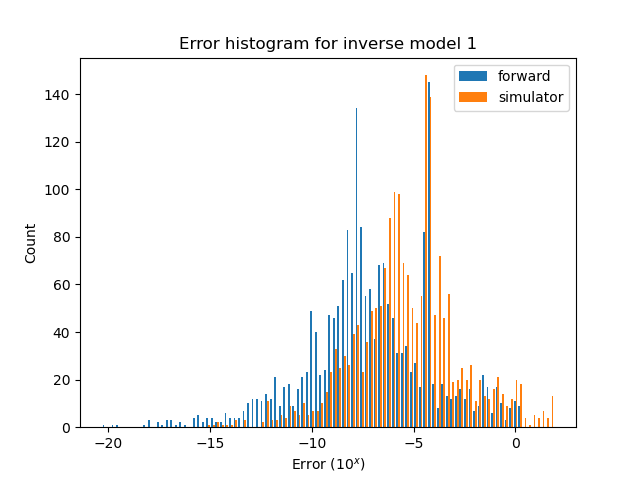 Error histogram for inverse model 1
forward
simulator
140
120
100
80
60
40
20
0
Count
−20 −15 −10 −5 0
Error (10^x)